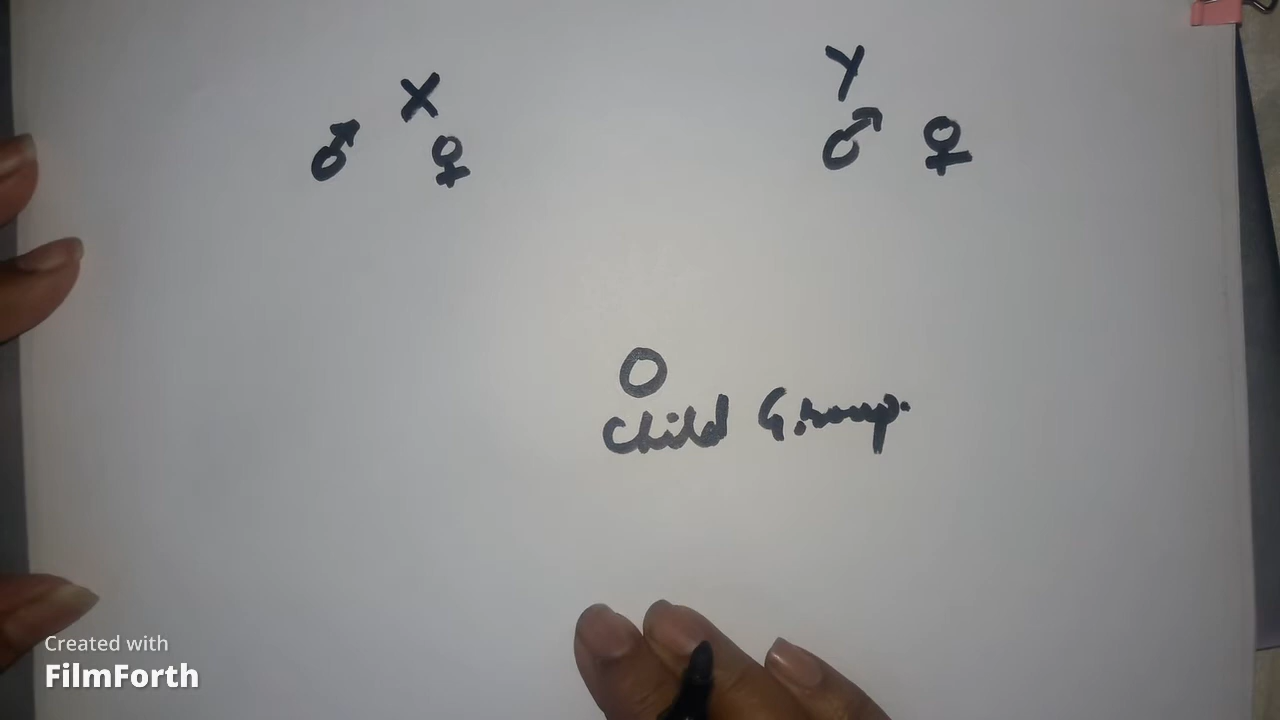 X
Y
♂ ♀
♂ ♀
O
Child Group.
Created with
FilmForth